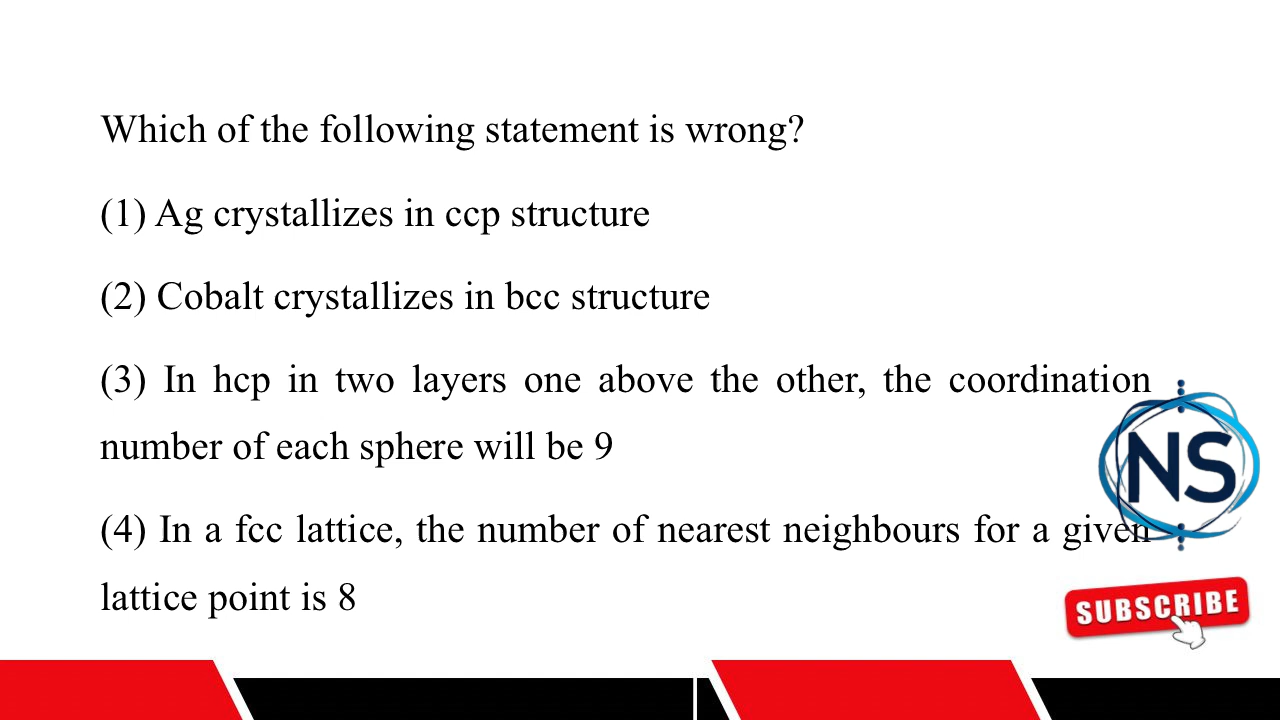 Which of the following statement is wrong?
(1) Ag crystallizes in ccp structure
(2) Cobalt crystallizes in bcc structure
(3) In hcp in two layers one above the other, the coordination
number of each sphere will be 9
NS
(4) In a fcc lattice, the number of nearest neighbours for a given
lattice point is 8
SUBSCRIBE